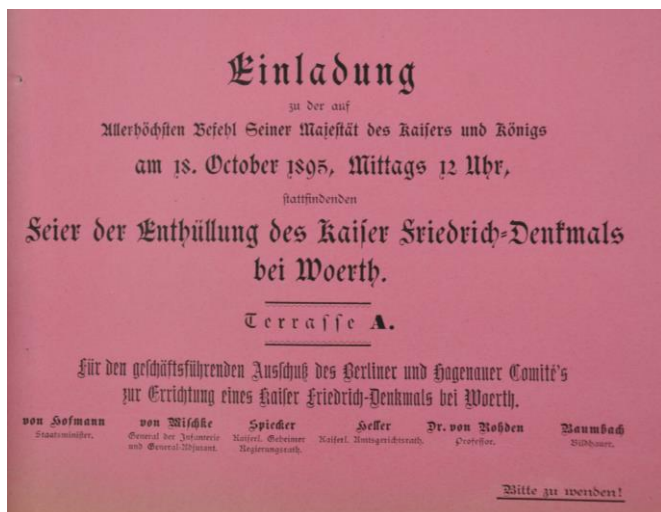 Einladung
zu der auf
Allerhöchsten Befehl Seiner Majestät des Kaisers und Königs
am 18. October 1895, Mittags 12 Uhr,
stattfindenden
Feier der Enthüllung des Kaiser Friedrich-Denkmals
bei Woerth.
Terrasse A.
Für den geschäftsführenden Ausschuß des Berliner und Hagenauer Comité's
zur Errichtung eines Kaiser Friedrich-Denkmals bei Woerth.
von Hofmann von Mischke Spiecker Heller Dr. von Rohden Baumbach
Staatsminister. General der Infanterie Kaiserl. Geheimer Kaiserl. Amtsgerichtsrath. Professor. Bildhauer.
und General-Adjutant. Regierungsrath.
Bitte zu wenden!